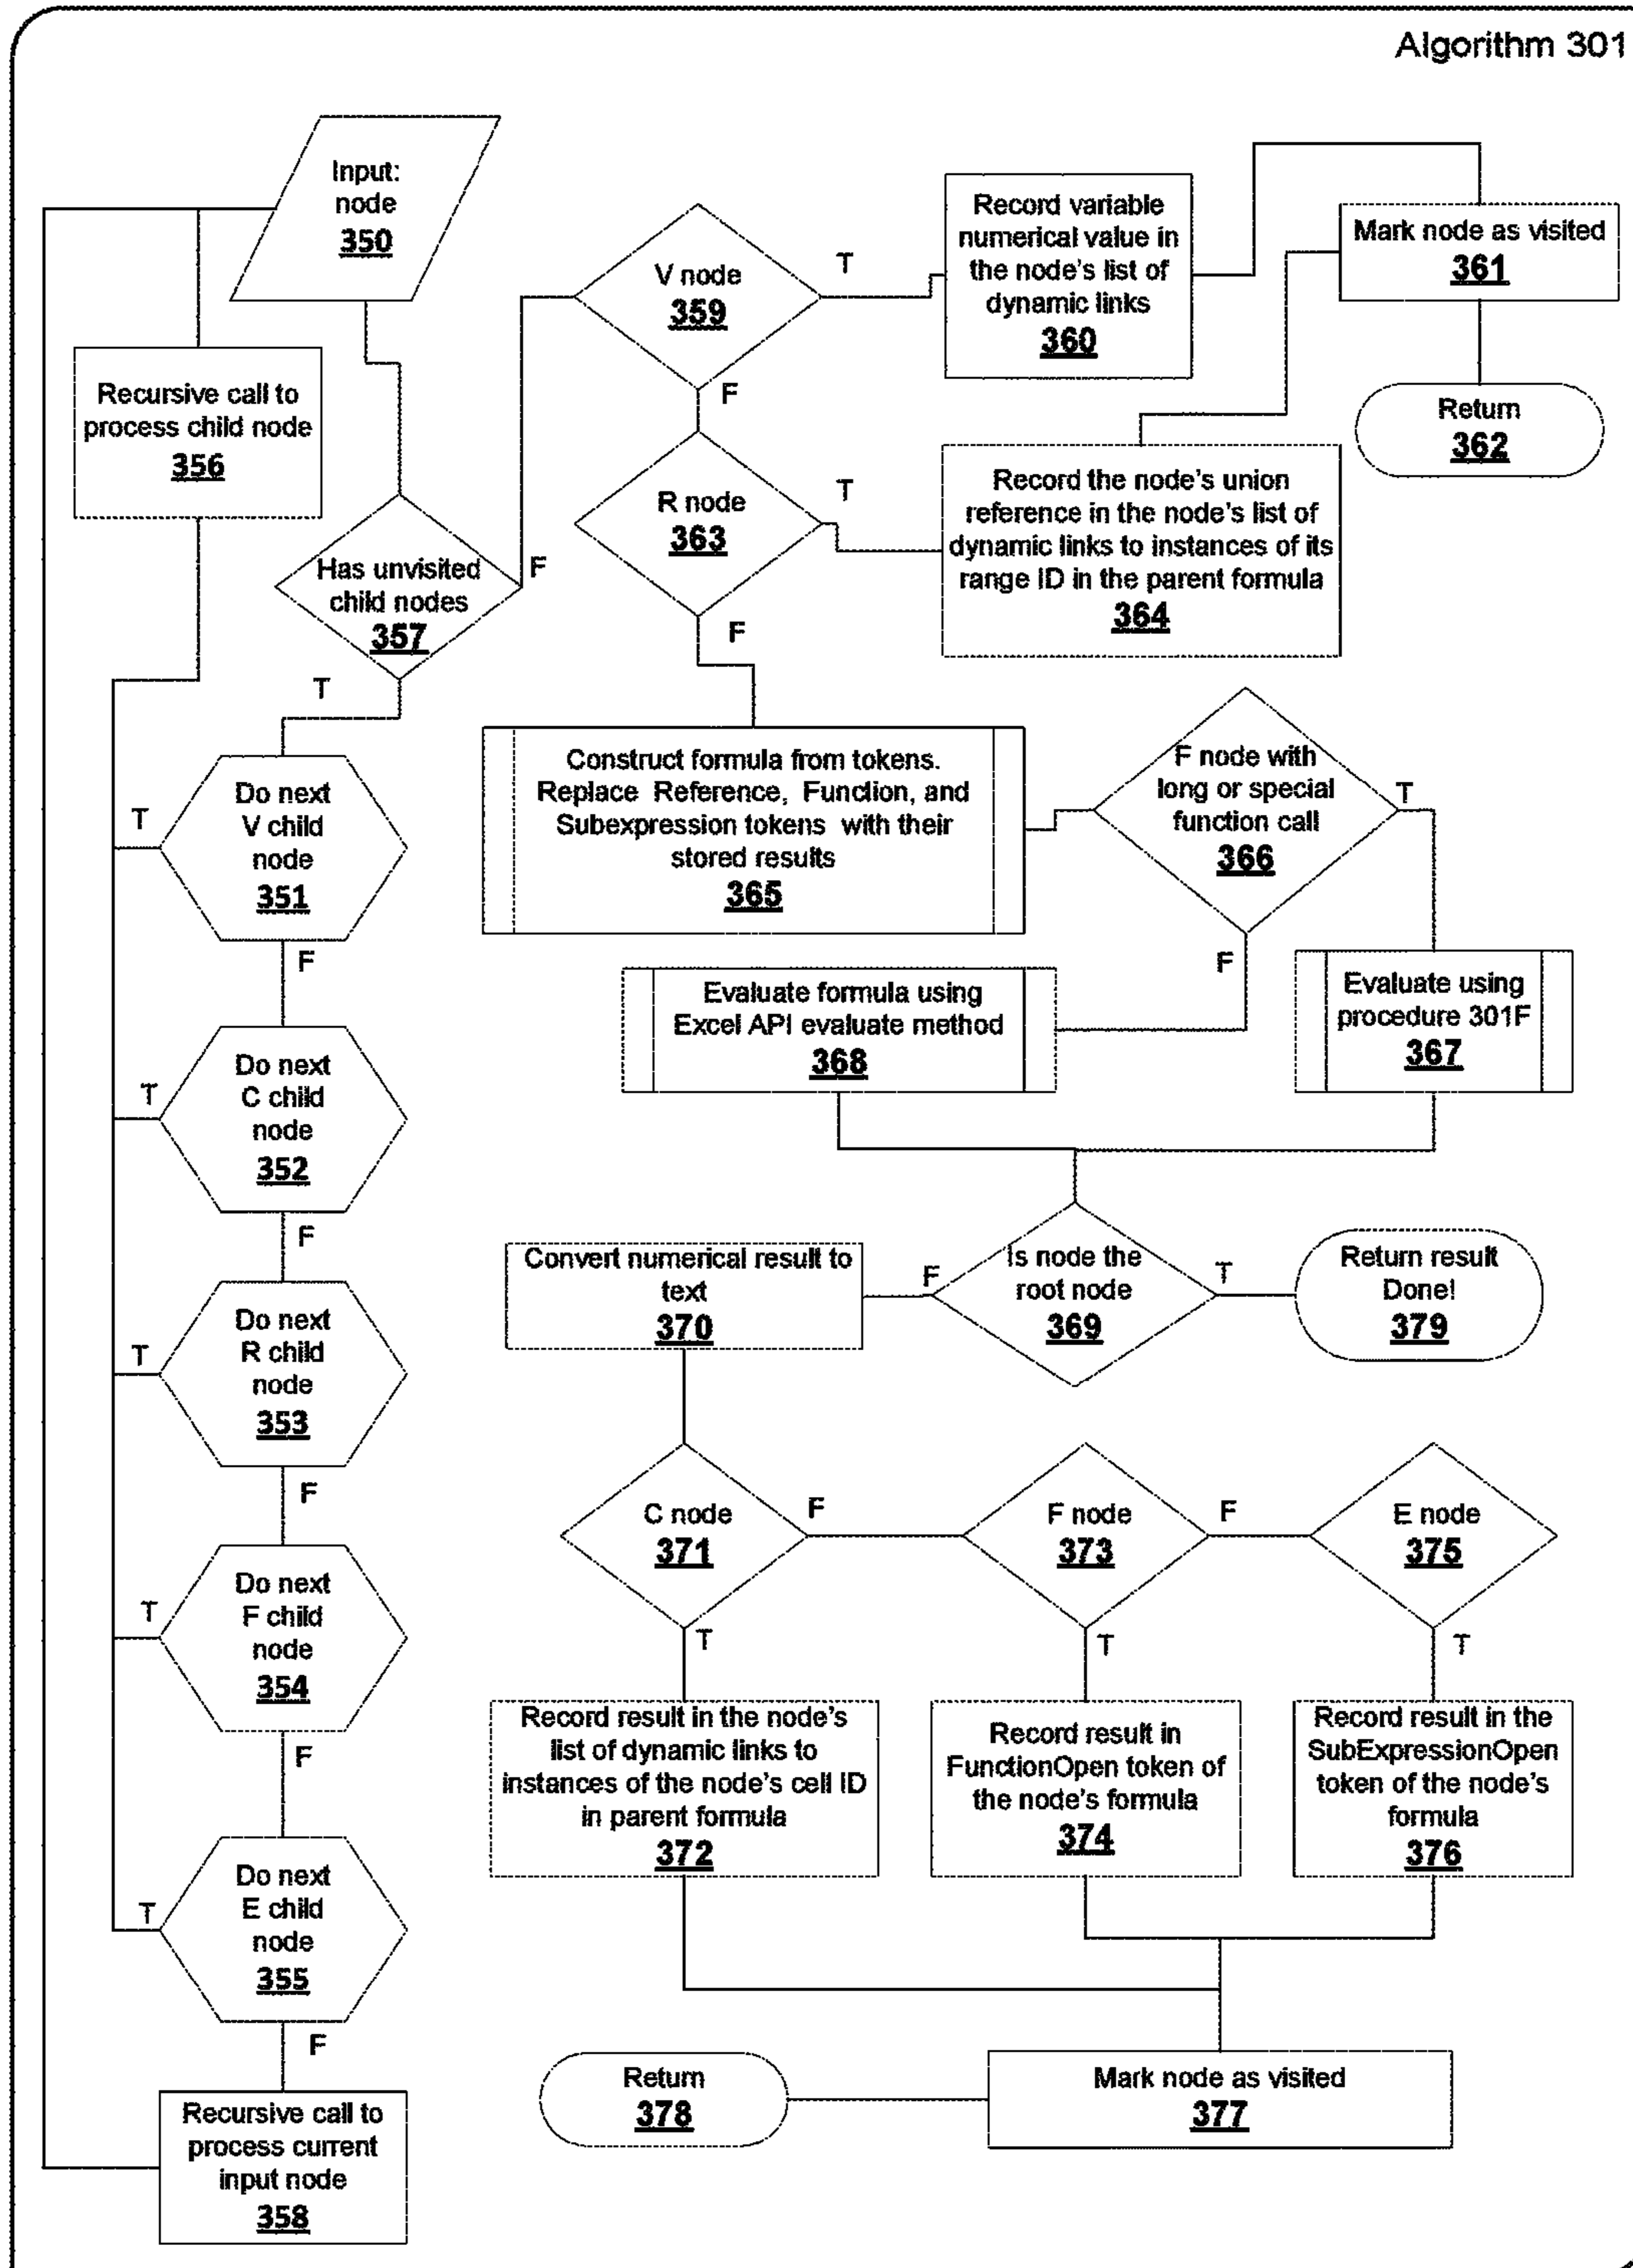 Algorithm 301
Input:
node
350
Recursive call to
process child node
356
Has unvisited
child nodes
357
F
T
Do next
V child
node
351
T
F
Do next
C child
node
352
T
F
Do next
R child
node
353
T
F
Do next
F child
node
354
T
F
Do next
E child
node
355
T
F
Recursive call to
process current
input node
358
V node
359
T
F
Record variable
numerical value in
the node's list of
dynamic links
360
Mark node as visited
361
Return
362
R node
363
T
F
Record the node's union
reference in the node's list of
dynamic links to instances of its
range ID in the parent formula
364
Construct formula from tokens.
Replace Reference, Function, and
Subexpression tokens with their
stored results
365
F node with
long or special
function call
366
T
F
Evaluate formula using
Excel API evaluate method
368
Evaluate using
procedure 301F
367
Convert numerical result to
text
370
F
Is node the
root node
369
T
Return result
Done!
379
C node
371
F
T
F node
373
F
T
E node
375
T
Record result in the node's
list of dynamic links to
instances of the node's cell ID
in parent formula
372
Record result in
FunctionOpen token of
the node's formula
374
Record result in the
SubExpressionOpen
token of the node's
formula
376
Return
378
Mark node as visited
377